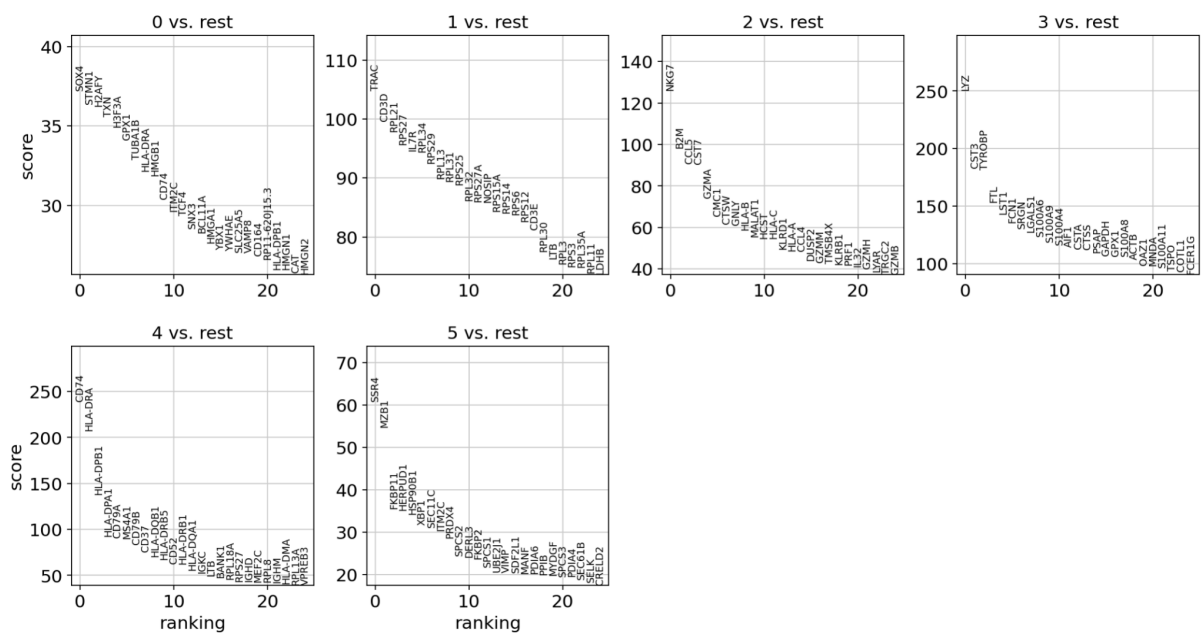 0 vs. rest
1 vs. rest
2 vs. rest
3 vs. rest
score
40
35
30
0
10
20
SOX4
STMN1
H2AFY
TXN
H3F3A
GPX1
TUBA1B
HLA-DRA
HMGB1
CD74
ITM2C
TCF4
SNX3
BCL11A
HMGA1
YBX1
YWHAE
SLC25A5
VAMP8
CD164
RP11-620J15.3
HLA-DPB1
HMGN1
CAT
HMGN2
110
100
90
80
0
10
20
TRAC
CD3D
RPL21
RPS27
IL7R
RPL34
RPS29
RPL13
RPL31
RPS25
RPL32
RPS27A
NOSIP
RPS15A
RPS14
RPS6
RPS12
CD3E
RPL30
LTB
RPL3
RPS3
RPL35A
RPL11
LDHB
140
120
100
80
60
40
0
10
20
NKG7
B2M
CCL5
CST7
GZMA
CMC1
CTSW
GNLY
HLA-B
MALAT1
HCST
HLA-C
KLRD1
HLA-A
CCL4
DUSP2
GZMM
TMSB4X
KLRB1
PRF1
IL32
GZMH
LYAR
TRGC2
GZMB
250
200
150
100
0
10
20
LYZ
CST3
TYROBP
FTL
LST1
FCN1
SRGN
LGALS1
S100A6
S100A9
S100A4
AIF1
CSTA
CTSS
PSAP
GAPDH
GPX1
S100A8
ACTB
OAZ1
MNDA
S100A11
TSPO
COTL1
FCER1G
4 vs. rest
5 vs. rest
score
250
200
150
100
50
0
10
20
ranking
CD74
HLA-DRA
HLA-DPB1
HLA-DPA1
CD79A
MS4A1
CD79B
CD37
HLA-DQB1
HLA-DRB5
CD52
HLA-DRB1
HLA-DQA1
IGKC
LTB
BANK1
RPL18A
RPS27
IGHD
MEF2C
RPL8
IGHM
HLA-DMA
RPL13A
VPREB3
70
60
50
40
30
20
0
10
20
ranking
SSR4
MZB1
FKBP11
HERPUD1
HSP90B1
XBP1
SEC11C
ITM2C
PRDX4
SPCS2
DERL3
FKBP2
SPCS1
UBE2J1
VIMP
SDF2L1
MANF
PDIA6
PPIB
MYDGF
SPCS3
PDIA4
SEC61B
SELK
CRELD2